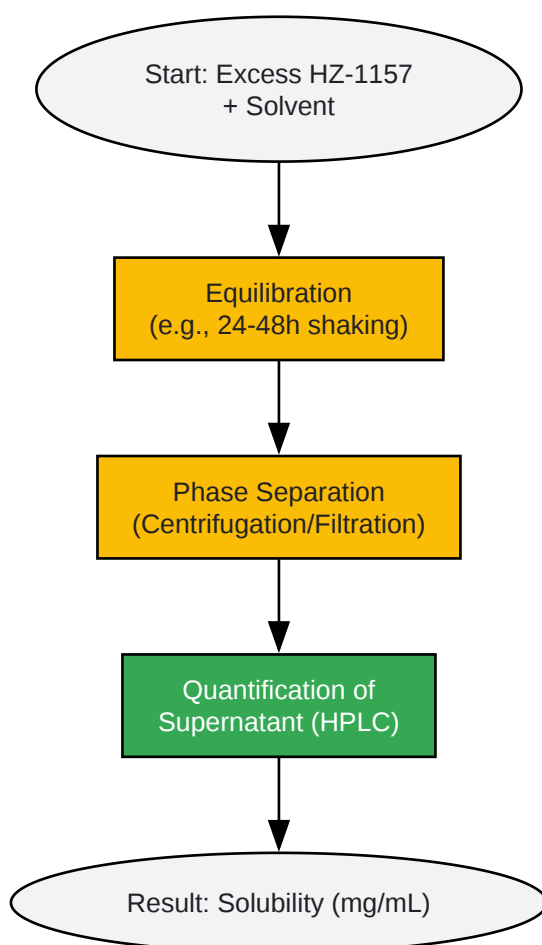 Start: Excess HZ-1157
+ Solvent
Equilibration
(e.g., 24-48h shaking)
Phase Separation
(Centrifugation/Filtration)
Quantification of
Supernatant (HPLC)
Result: Solubility (mg/mL)